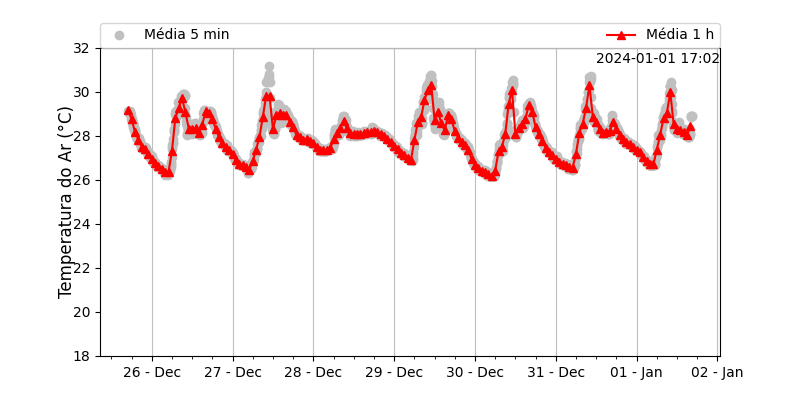 Média 5 min
Média 1 h
2024-01-01 17:02
Temperatura do Ar (°C)
32
30
28
26
24
22
20
18
26 - Dec
27 - Dec
28 - Dec
29 - Dec
30 - Dec
31 - Dec
01 - Jan
02 - Jan